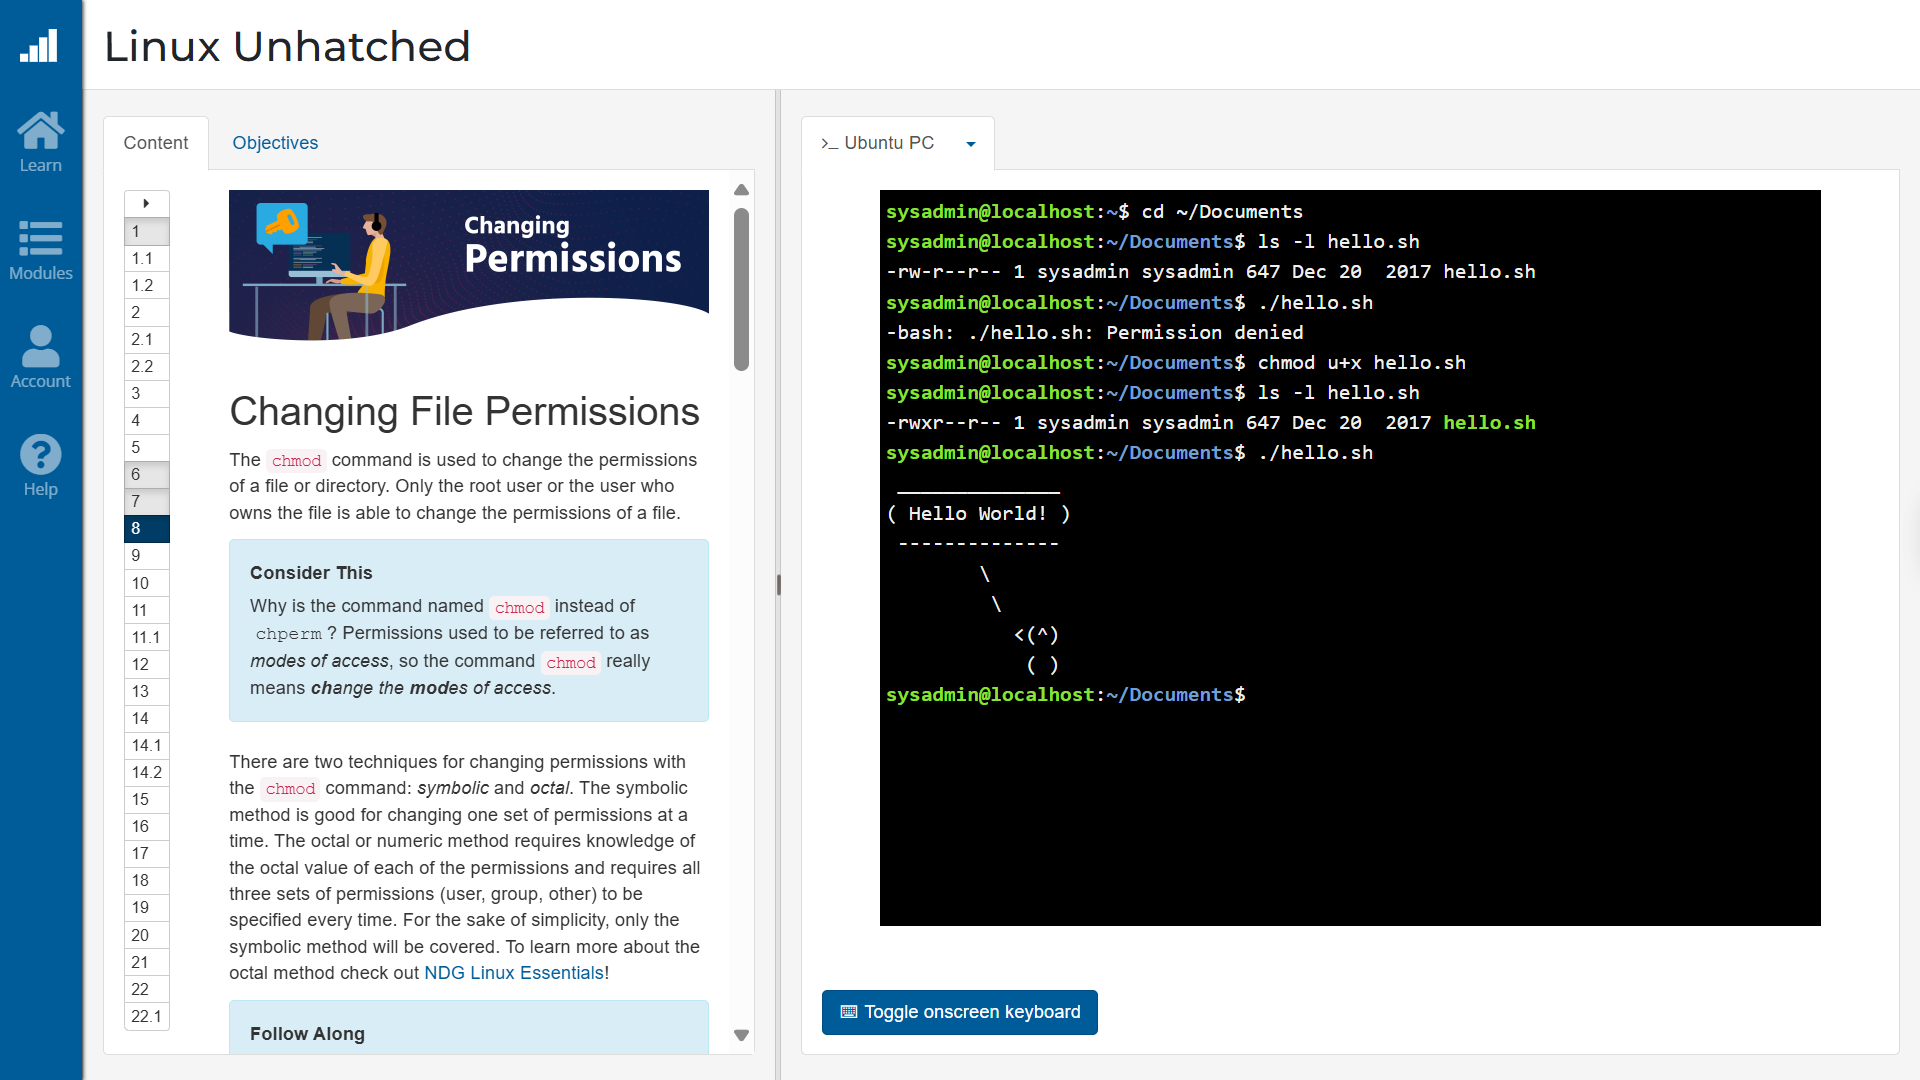 Linux Unhatched
Learn
Modules
Account
Help
Content
Objectives
1
1.1
1.2
2
2.1
2.2
3
4
5
6
7
8
9
10
11
11.1
12
13
14
14.1
14.2
15
16
17
18
19
20
21
22
22.1
Changing
Permissions
Changing File Permissions
The chmod command is used to change the permissions
of a file or directory. Only the root user or the user who
owns the file is able to change the permissions of a file.
Consider This
Why is the command named chmod instead of
chperm ? Permissions used to be referred to as
modes of access, so the command chmod really
means change the modes of access.
There are two techniques for changing permissions with
the chmod command: symbolic and octal. The symbolic
method is good for changing one set of permissions at a
time. The octal or numeric method requires knowledge of
the octal value of each of the permissions and requires all
three sets of permissions (user, group, other) to be
specified every time. For the sake of simplicity, only the
symbolic method will be covered. To learn more about the
octal method check out NDG Linux Essentials!
Follow Along
>_ Ubuntu PC
sysadmin@localhost:~$ cd ~/Documents
sysadmin@localhost:~/Documents$ ls -l hello.sh
-rw-r--r-- 1 sysadmin sysadmin 647 Dec 20  2017 hello.sh
sysadmin@localhost:~/Documents$ ./hello.sh
-bash: ./hello.sh: Permission denied
sysadmin@localhost:~/Documents$ chmod u+x hello.sh
sysadmin@localhost:~/Documents$ ls -l hello.sh
-rwxr--r-- 1 sysadmin sysadmin 647 Dec 20  2017 hello.sh
sysadmin@localhost:~/Documents$ ./hello.sh
 ______________
( Hello World! )
 --------------
        \
         \
           <(^)
            ( )
sysadmin@localhost:~/Documents$
Toggle onscreen keyboard